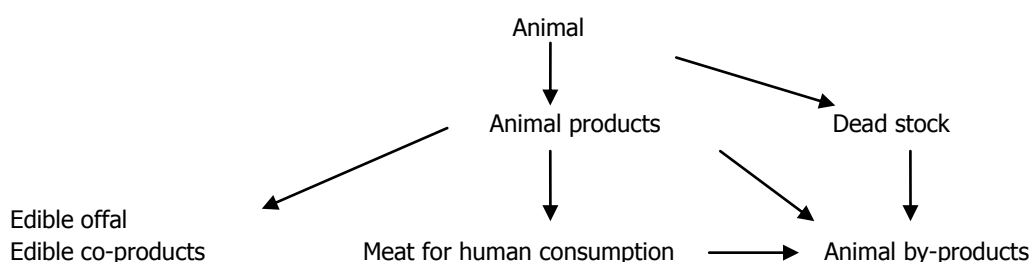 Animal
Animal products
Dead stock
Edible offal
Edible co-products
Meat for human consumption
Animal by-products